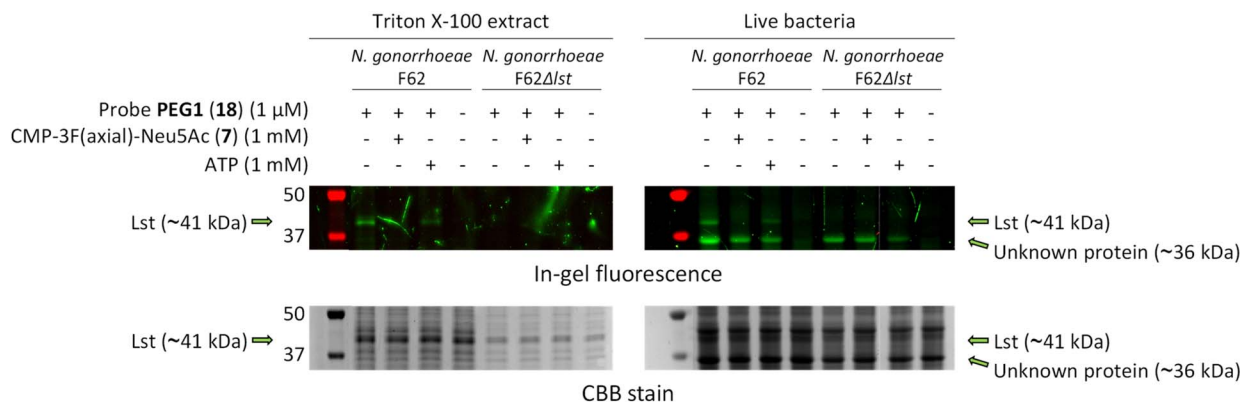 Triton X-100 extract
Live bacteria
N. gonorrhoeae N. gonorrhoeae N. gonorrhoeae N. gonorrhoeae
F62 F62Δlst F62 F62Δlst
Probe PEG1 (18) (1 μM) + + + - + + + - + + + - + + + -
CMP-3F(axial)-Neu5Ac (7) (1 mM) - + - - - + - - - + - - - + - -
ATP (1 mM) - - + - - - + - - - + - - - + -
50
Lst (~41 kDa) Lst (~41 kDa)
37
Unknown protein (~36 kDa)
In-gel fluorescence
50
Lst (~41 kDa) Lst (~41 kDa)
37
Unknown protein (~36 kDa)
CBB stain